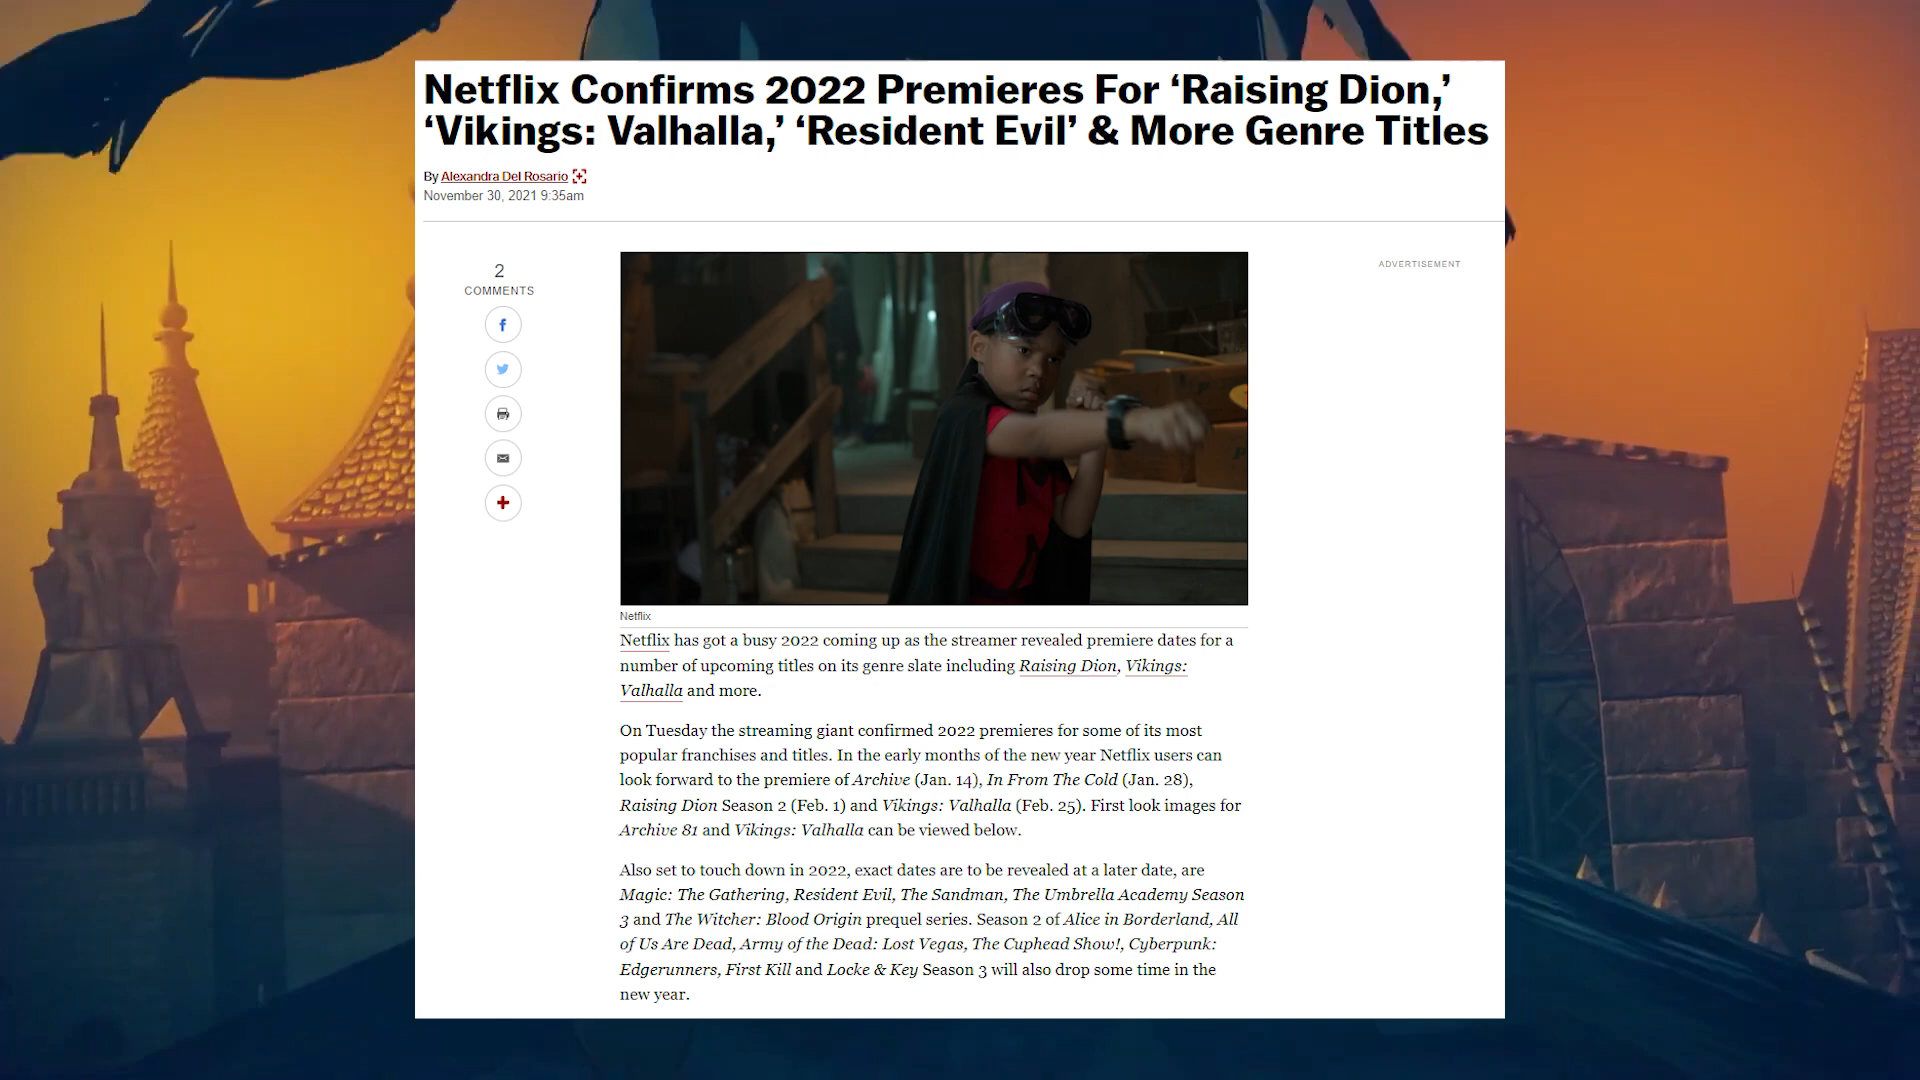 Netflix Confirms 2022 Premieres For ‘Raising Dion,’
‘Vikings: Valhalla,’ ‘Resident Evil’ & More Genre Titles
By Alexandra Del Rosario
November 30, 2021 9:35am
2
COMMENTS
ADVERTISEMENT
Netflix
Netflix has got a busy 2022 coming up as the streamer revealed premiere dates for a
number of upcoming titles on its genre slate including Raising Dion, Vikings:
Valhalla and more.
On Tuesday the streaming giant confirmed 2022 premieres for some of its most
popular franchises and titles. In the early months of the new year Netflix users can
look forward to the premiere of Archive (Jan. 14), In From The Cold (Jan. 28),
Raising Dion Season 2 (Feb. 1) and Vikings: Valhalla (Feb. 25). First look images for
Archive 81 and Vikings: Valhalla can be viewed below.
Also set to touch down in 2022, exact dates are to be revealed at a later date, are
Magic: The Gathering, Resident Evil, The Sandman, The Umbrella Academy Season
3 and The Witcher: Blood Origin prequel series. Season 2 of Alice in Borderland, All
of Us Are Dead, Army of the Dead: Lost Vegas, The Cuphead Show!, Cyberpunk:
Edgerunners, First Kill and Locke & Key Season 3 will also drop some time in the
new year.